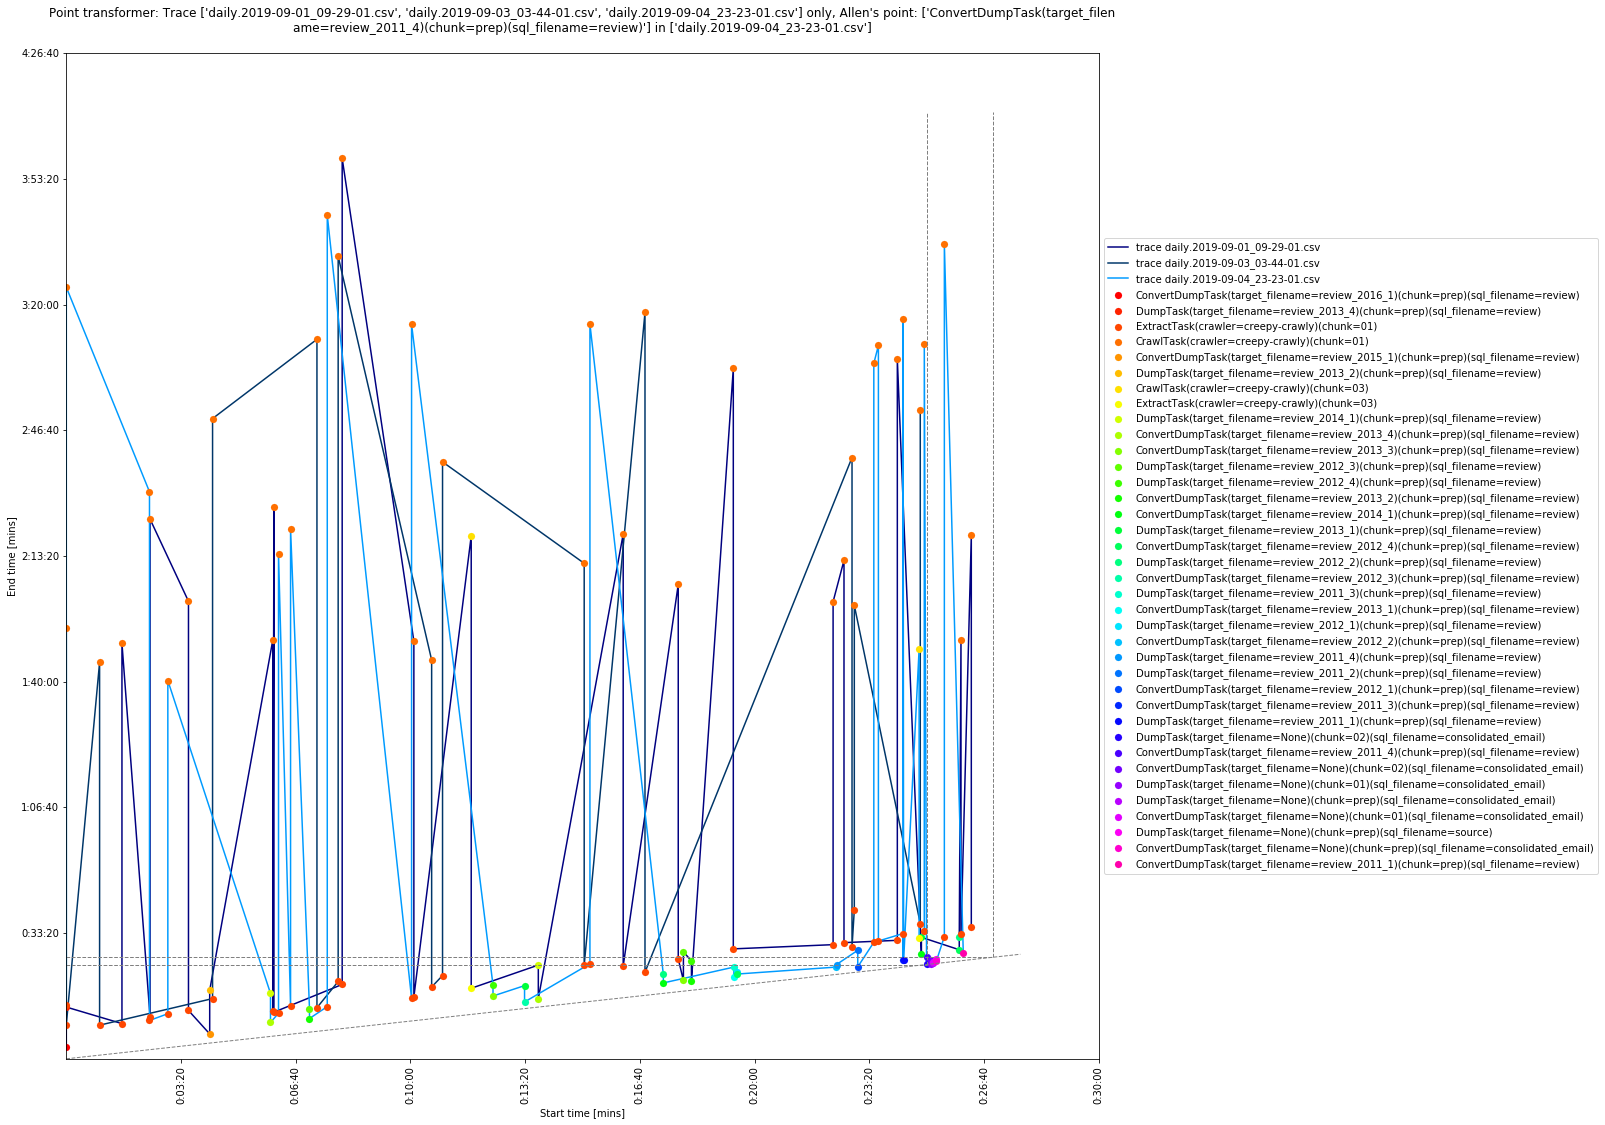 Point transformer: Trace ['daily.2019-09-01_09-29-01.csv', 'daily.2019-09-03_03-44-01.csv', 'daily.2019-09-04_23-23-01.csv'] only, Allen's point: ['ConvertDumpTask(target_filen
ame=review_2011_4)(chunk=prep)(sql_filename=review)'] in ['daily.2019-09-04_23-23-01.csv']
4:26:40
3:53:20
3:20:00
2:46:40
2:13:20
1:40:00
1:06:40
0:33:20
End time [mins]
0:03:20
0:06:40
0:10:00
0:13:20
0:16:40
0:20:00
0:23:20
0:26:40
0:30:00
Start time [mins]
trace daily.2019-09-01_09-29-01.csv
trace daily.2019-09-03_03-44-01.csv
trace daily.2019-09-04_23-23-01.csv
ConvertDumpTask(target_filename=review_2016_1)(chunk=prep)(sql_filename=review)
DumpTask(target_filename=review_2013_4)(chunk=prep)(sql_filename=review)
ExtractTask(crawler=creepy-crawly)(chunk=01)
CrawlTask(crawler=creepy-crawly)(chunk=01)
ConvertDumpTask(target_filename=review_2015_1)(chunk=prep)(sql_filename=review)
DumpTask(target_filename=review_2013_2)(chunk=prep)(sql_filename=review)
CrawlTask(crawler=creepy-crawly)(chunk=03)
ExtractTask(crawler=creepy-crawly)(chunk=03)
DumpTask(target_filename=review_2014_1)(chunk=prep)(sql_filename=review)
ConvertDumpTask(target_filename=review_2013_4)(chunk=prep)(sql_filename=review)
ConvertDumpTask(target_filename=review_2013_3)(chunk=prep)(sql_filename=review)
DumpTask(target_filename=review_2012_3)(chunk=prep)(sql_filename=review)
DumpTask(target_filename=review_2012_4)(chunk=prep)(sql_filename=review)
ConvertDumpTask(target_filename=review_2013_2)(chunk=prep)(sql_filename=review)
ConvertDumpTask(target_filename=review_2014_1)(chunk=prep)(sql_filename=review)
DumpTask(target_filename=review_2013_1)(chunk=prep)(sql_filename=review)
ConvertDumpTask(target_filename=review_2012_4)(chunk=prep)(sql_filename=review)
DumpTask(target_filename=review_2012_2)(chunk=prep)(sql_filename=review)
ConvertDumpTask(target_filename=review_2012_3)(chunk=prep)(sql_filename=review)
DumpTask(target_filename=review_2011_3)(chunk=prep)(sql_filename=review)
ConvertDumpTask(target_filename=review_2013_1)(chunk=prep)(sql_filename=review)
DumpTask(target_filename=review_2012_1)(chunk=prep)(sql_filename=review)
ConvertDumpTask(target_filename=review_2012_2)(chunk=prep)(sql_filename=review)
DumpTask(target_filename=review_2011_4)(chunk=prep)(sql_filename=review)
DumpTask(target_filename=review_2011_2)(chunk=prep)(sql_filename=review)
ConvertDumpTask(target_filename=review_2012_1)(chunk=prep)(sql_filename=review)
ConvertDumpTask(target_filename=review_2011_3)(chunk=prep)(sql_filename=review)
DumpTask(target_filename=review_2011_1)(chunk=prep)(sql_filename=review)
DumpTask(target_filename=None)(chunk=02)(sql_filename=consolidated_email)
ConvertDumpTask(target_filename=review_2011_4)(chunk=prep)(sql_filename=review)
ConvertDumpTask(target_filename=None)(chunk=02)(sql_filename=consolidated_email)
DumpTask(target_filename=None)(chunk=01)(sql_filename=consolidated_email)
DumpTask(target_filename=None)(chunk=prep)(sql_filename=consolidated_email)
ConvertDumpTask(target_filename=None)(chunk=01)(sql_filename=consolidated_email)
DumpTask(target_filename=None)(chunk=prep)(sql_filename=source)
ConvertDumpTask(target_filename=None)(chunk=prep)(sql_filename=consolidated_email)
ConvertDumpTask(target_filename=review_2011_1)(chunk=prep)(sql_filename=review)